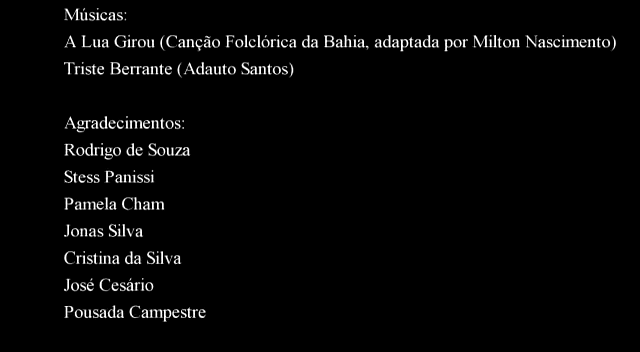 Músicas:
A Lua Girou (Canção Folclórica da Bahia, adaptada por Milton Nascimento)
Triste Berrante (Adauto Santos)
Agradecimentos:
Rodrigo de Souza
Stess Panissi
Pamela Cham
Jonas Silva
Cristina da Silva
José Cesário
Pousada Campestre